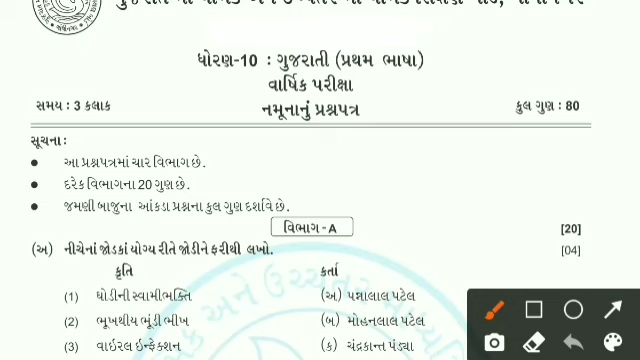 ધોરણ-10 : ગુજરાતી (પ્રથમ ભાષા)
વાર્ષિક પરીક્ષા
સમય : 3 કલાક નમૂનાનું પ્રશ્નપત્ર કુલ ગુણ : 80
સૂચના :
● આ પ્રશ્નપત્રમાં ચાર વિભાગ છે.
● દરેક વિભાગના 20 ગુણ છે.
● જમણી બાજુના આંકડા પ્રશ્નના કુલ ગુણ દર્શાવે છે.
વિભાગ - A [20]
(અ) નીચેનાં જોડકાં યોગ્ય રીતે જોડીને ફરીથી લખો. [04]
કૃતિ કર્તા
(1) ઘોડીની સ્વામીભક્તિ (અ) પન્નાલાલ પટેલ
(2) ભૂખથીય ભૂંડી ભીખ (બ) મોહનલાલ પટેલ
(3) વાઇરલ ઇન્ફેક્શન (ક) ચંદ્રકાન્ત પંડ્યા